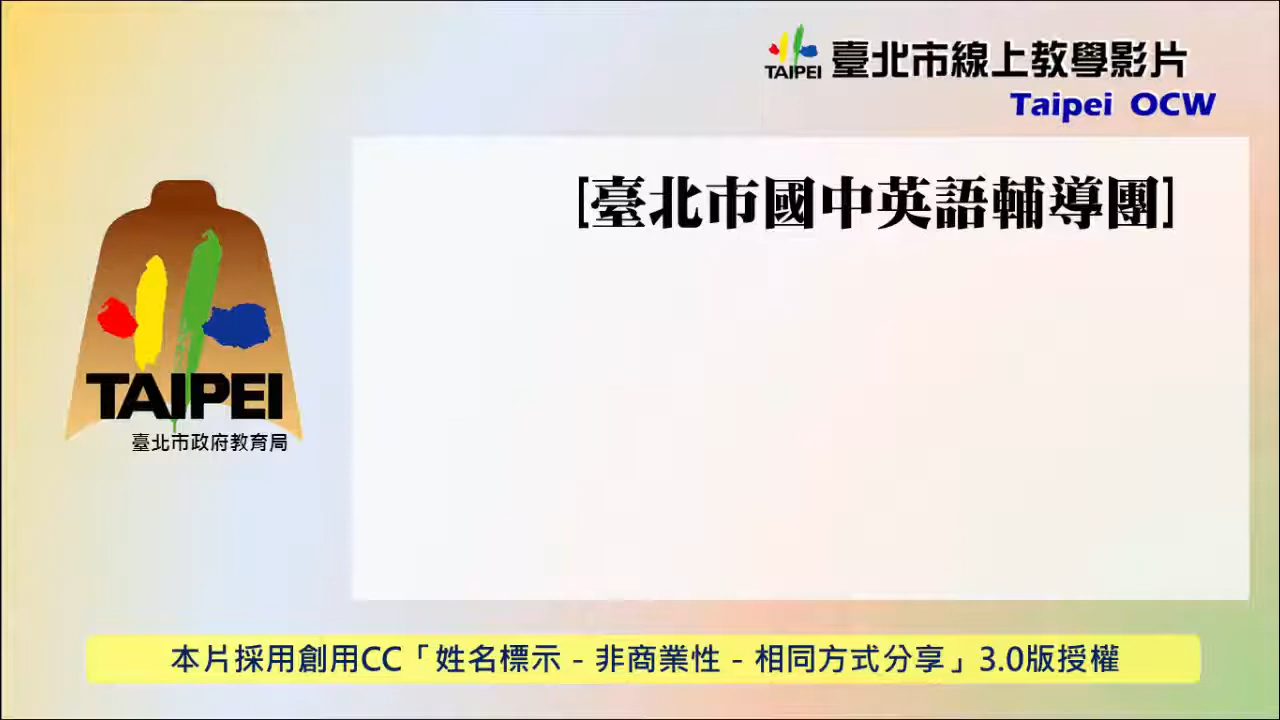 TAIPEI 臺北市線上教學影片
Taipei OCW
[臺北市國中英語輔導團]
TAIPEI
臺北市政府教育局
本片採用創用CC「姓名標示－非商業性－相同方式分享」3.0版授權